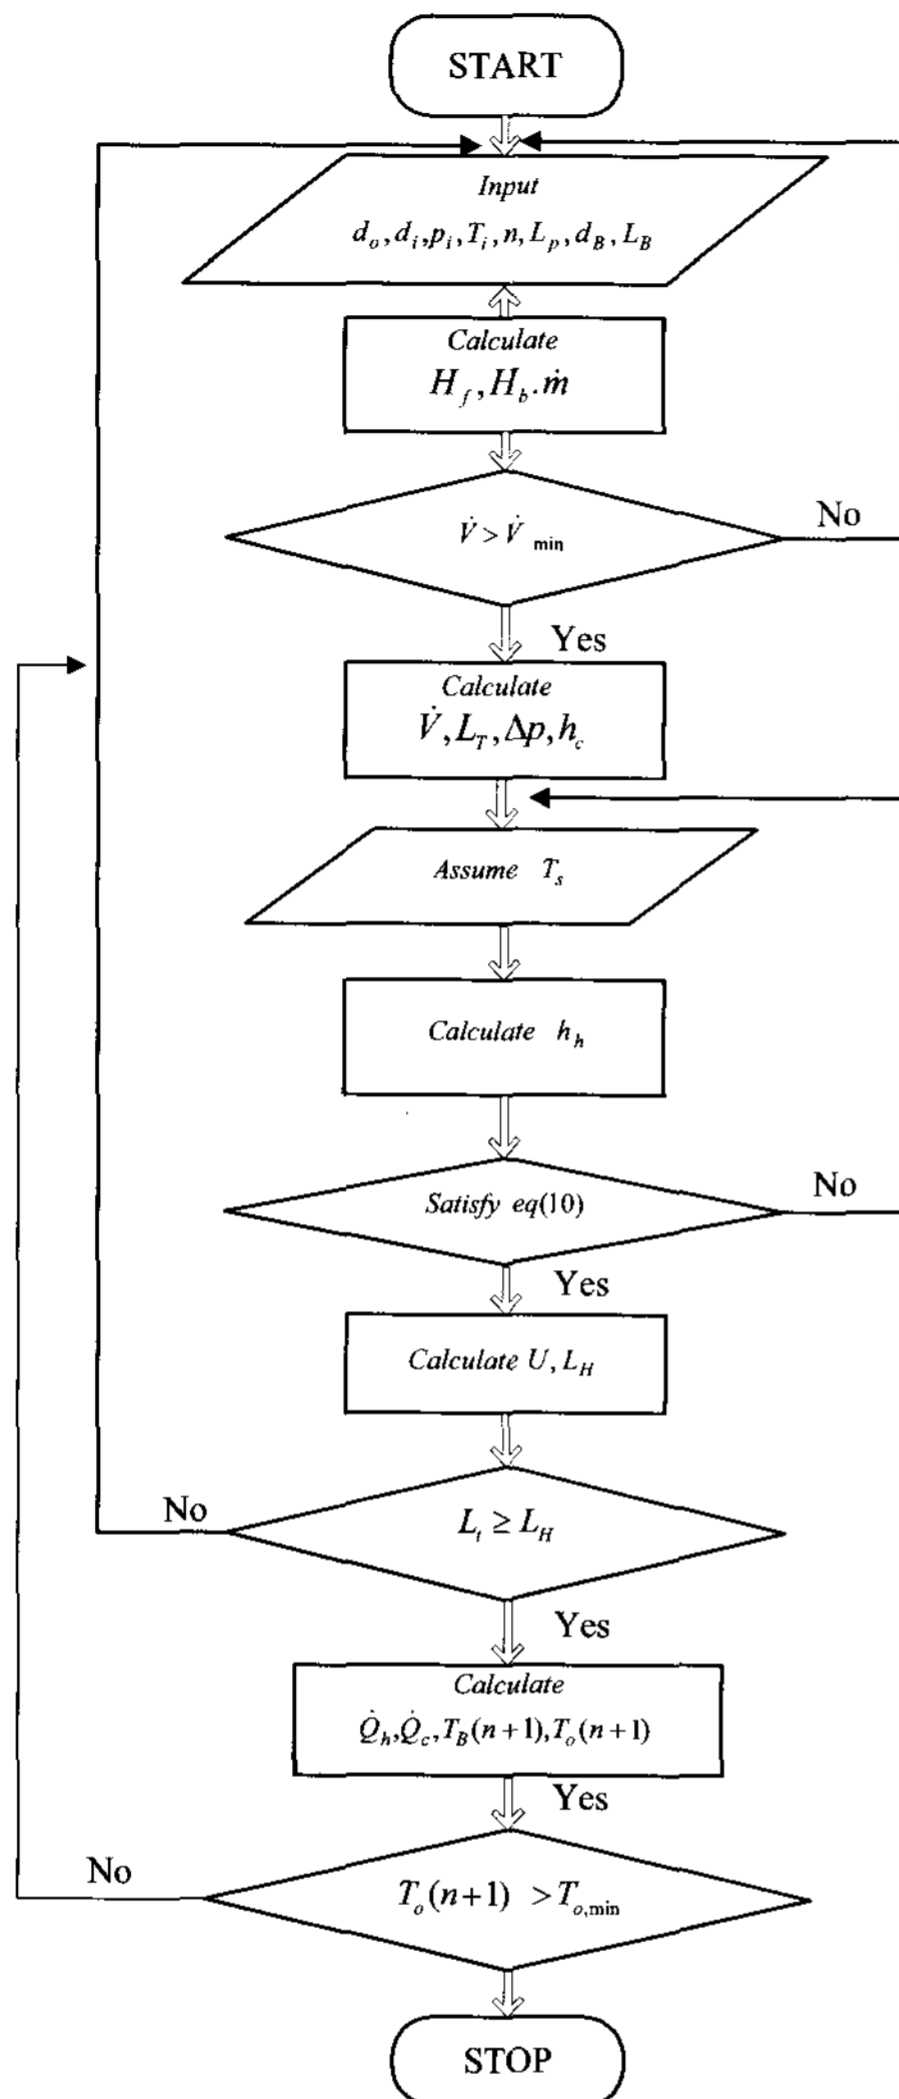 START
Input
d_o, d_i, p_i, T_i, n, L_p, d_B, L_B
Calculate
H_f, H_b.ṁ
V̇ > V̇ min
No
Yes
Calculate
V̇, L_T, Δp, h_c
Assume T_s
Calculate h_h
Satisfy eq(10)
No
Yes
Calculate U, L_H
L_t ≥ L_H
No
Yes
Calculate
Q̇_h, Q̇_c, T_B(n+1), T_o(n+1)
Yes
T_o(n+1) > T_o,min
No
STOP